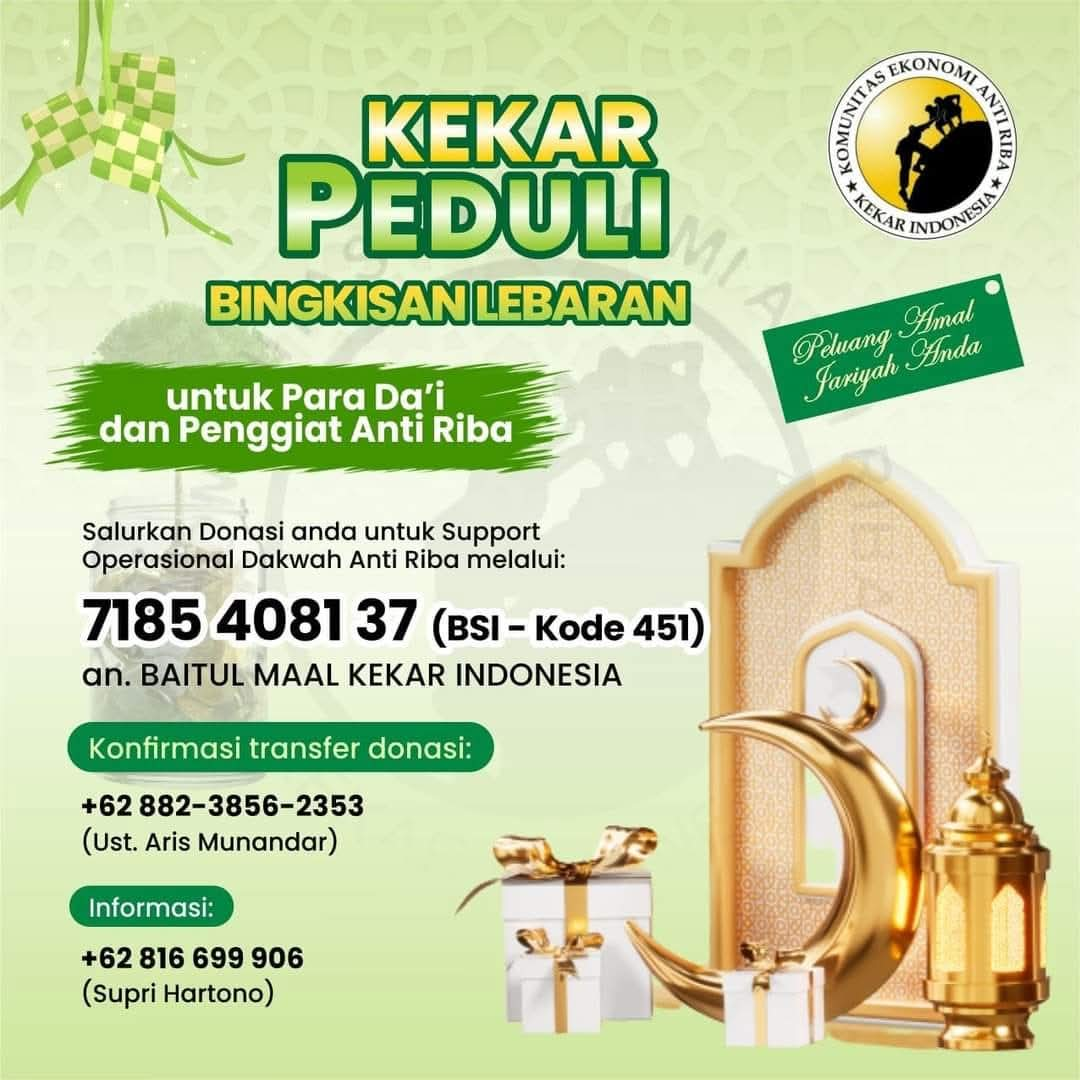 KEKAR
PEDULI
BINGKISAN LEBARAN
KOMUNITAS EKONOMI ANTI RIBA
KEKAR INDONESIA
Peluang Amal
Jariyah Anda
untuk Para Da’i
dan Penggiat Anti Riba
Salurkan Donasi anda untuk Support
Operasional Dakwah Anti Riba melalui:
7185 4081 37 (BSI - Kode 451)
an. BAITUL MAAL KEKAR INDONESIA
Konfirmasi transfer donasi:
+62 882-3856-2353
(Ust. Aris Munandar)
Informasi:
+62 816 699 906
(Supri Hartono)